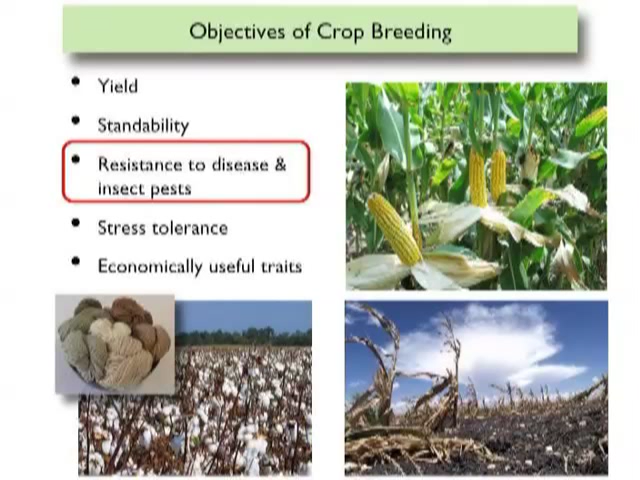 Objectives of Crop Breeding
• Yield
• Standability
• Resistance to disease &
insect pests
• Stress tolerance
• Economically useful traits